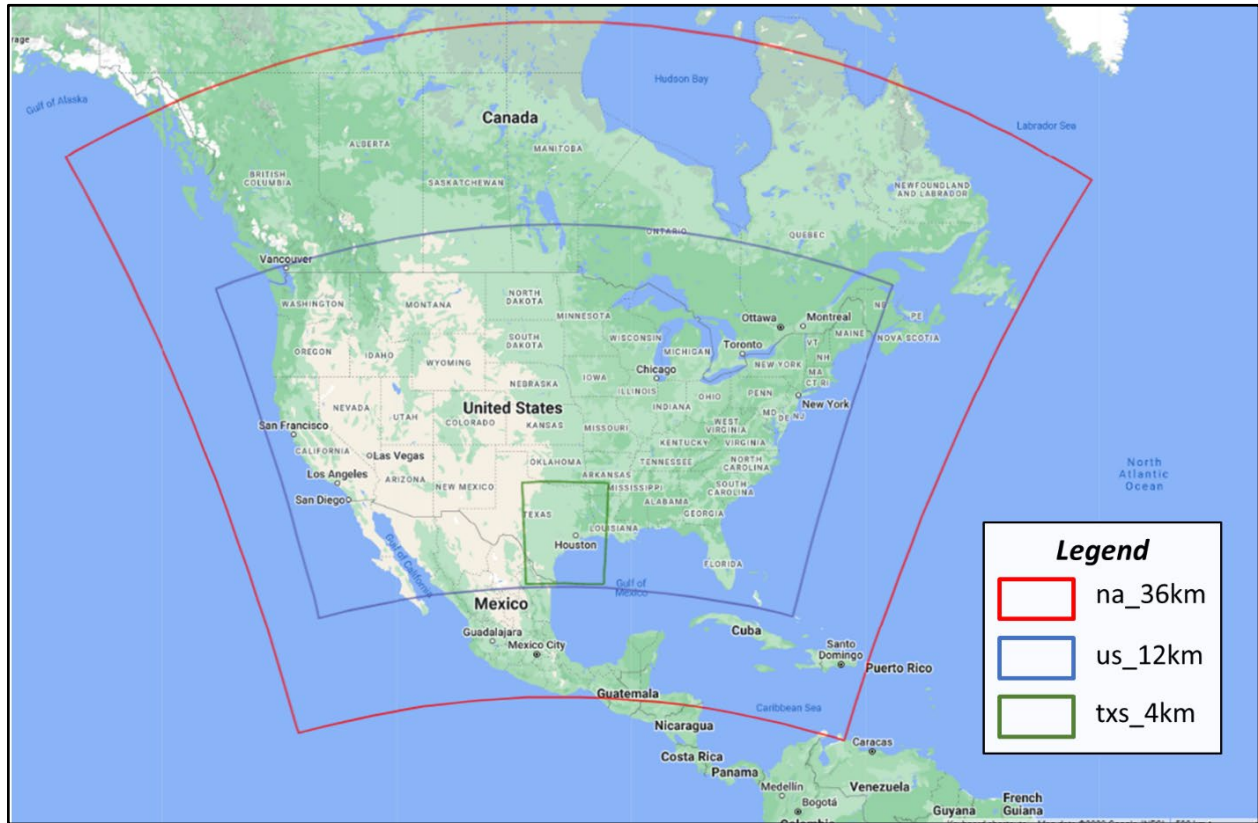 rage
Gulf of Alaska
Hudson Bay
Labrador Sea
Canada
ALBERTA
MANITOBA
BRITISH
COLUMBIA
SASKATCHEWAN
NEWFOUNDLAND
AND LABRADOR
ONTARIO
QUEBEC
Vancouver
WASHINGTON
MONTANA
NORTH
DAKOTA
MINNESOTA
Ottawa
Montreal
NB
PE
NOVA SCOTIA
MAINE
OREGON
IDAHO
SOUTH
DAKOTA
WISCONSIN
MICHIGAN
Toronto
VT
NH
NEW YORK
MA
CT RI
WYOMING
Chicago
NEBRASKA
IOWA
ILLINOIS
INDIANA
OHIO
PENN
New York
NEVADA
UTAH
COLORADO
United States
KANSAS
MISSOURI
WEST
VIRGINIA
MD
DE
NJ
San Francisco
CALIFORNIA
Las Vegas
KENTUCKY
VIRGINIA
Los Angeles
ARIZONA
NEW MEXICO
OKLAHOMA
ARKANSAS
TENNESSEE
NORTH
CAROLINA
San Diego
MISSISSIPPI
ALABAMA
SOUTH
CAROLINA
GEORGIA
TEXAS
LOUISIANA
Houston
FLORIDA
Gulf of California
Gulf of
Mexico
Mexico
Guadalajara
Mexico City
Cuba
Santo
Domingo
Puerto Rico
Guatemala
Caribbean Sea
Nicaragua
Costa Rica
Panama
Caracas
Medellín
Bogotá
Venezuela
Guyana
French
Guiana
North
Atlantic
Ocean
Legend
na_36km
us_12km
txs_4km